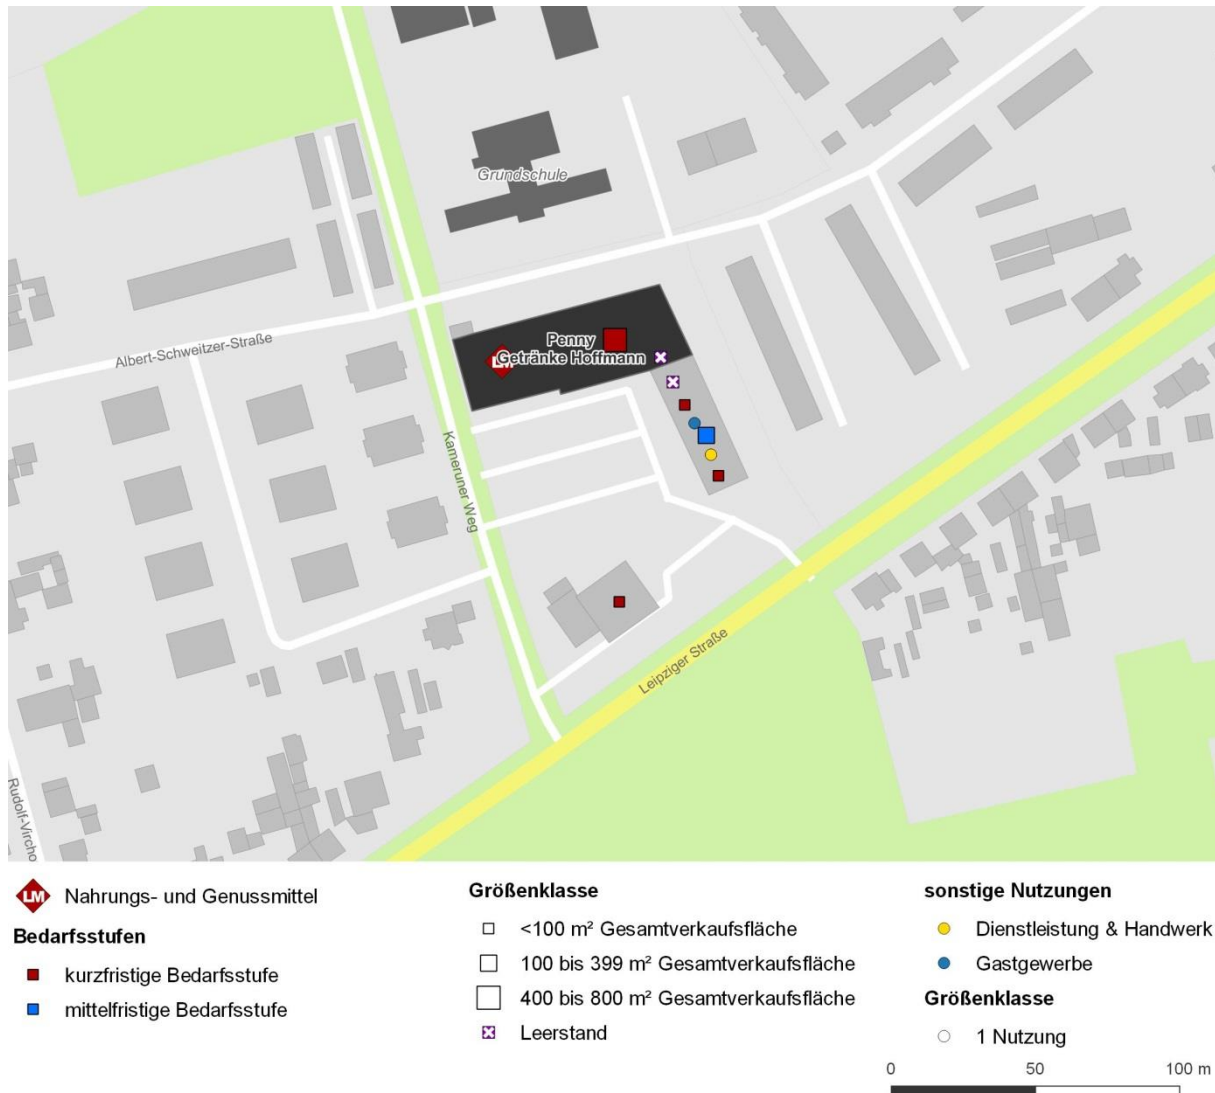 Grundschule
Penny
LM
Getränke Hoffmann
Albert-Schweitzer-Straße
Kameruner Weg
Leipziger Straße
Rudolf-Vircho
LM
Nahrungs- und Genussmittel
Bedarfsstufen
kurzfristige Bedarfsstufe
mittelfristige Bedarfsstufe
Größenklasse
<100 m² Gesamtverkaufsfläche
100 bis 399 m² Gesamtverkaufsfläche
400 bis 800 m² Gesamtverkaufsfläche
Leerstand
sonstige Nutzungen
Dienstleistung & Handwerk
Gastgewerbe
Größenklasse
1 Nutzung
0 50 100 m